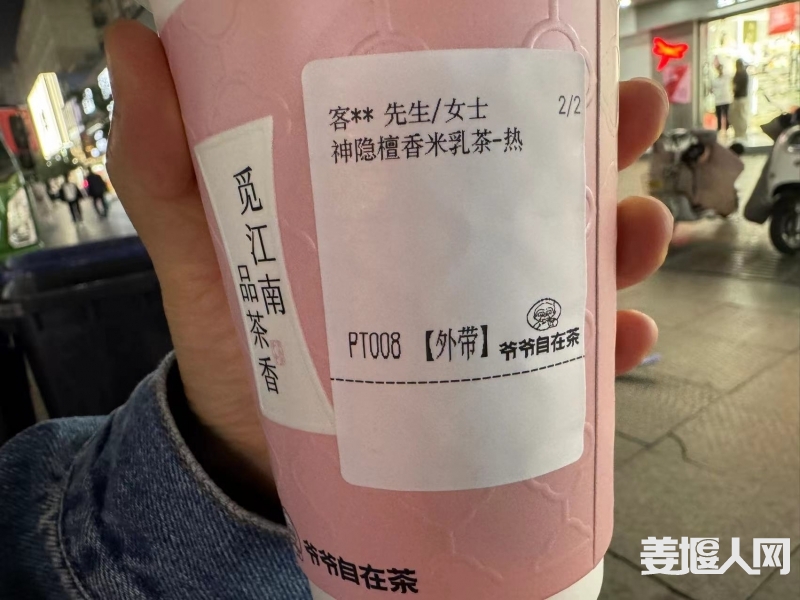 客** 先生/女士 2/2
神隐檀香米乳茶-热
觅江南
品茶香
PT008 【外带】 爷爷自在茶
爷爷自在茶
姜堰人网